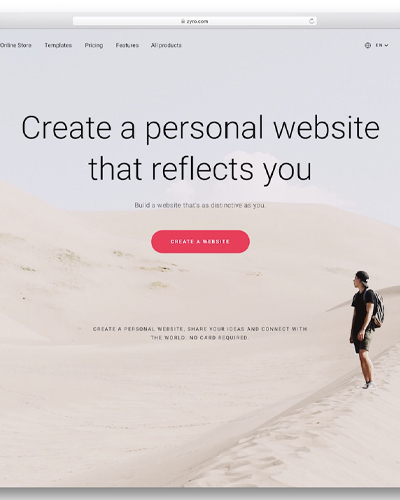 zyro.com
Online Store Templates Pricing Features All products EN
Create a personal website
that reflects you
Build a website that's as distinctive as you.
CREATE A WEBSITE
CREATE A PERSONAL WEBSITE, SHARE YOUR IDEAS AND CONNECT WITH
THE WORLD. NO CARD REQUIRED.